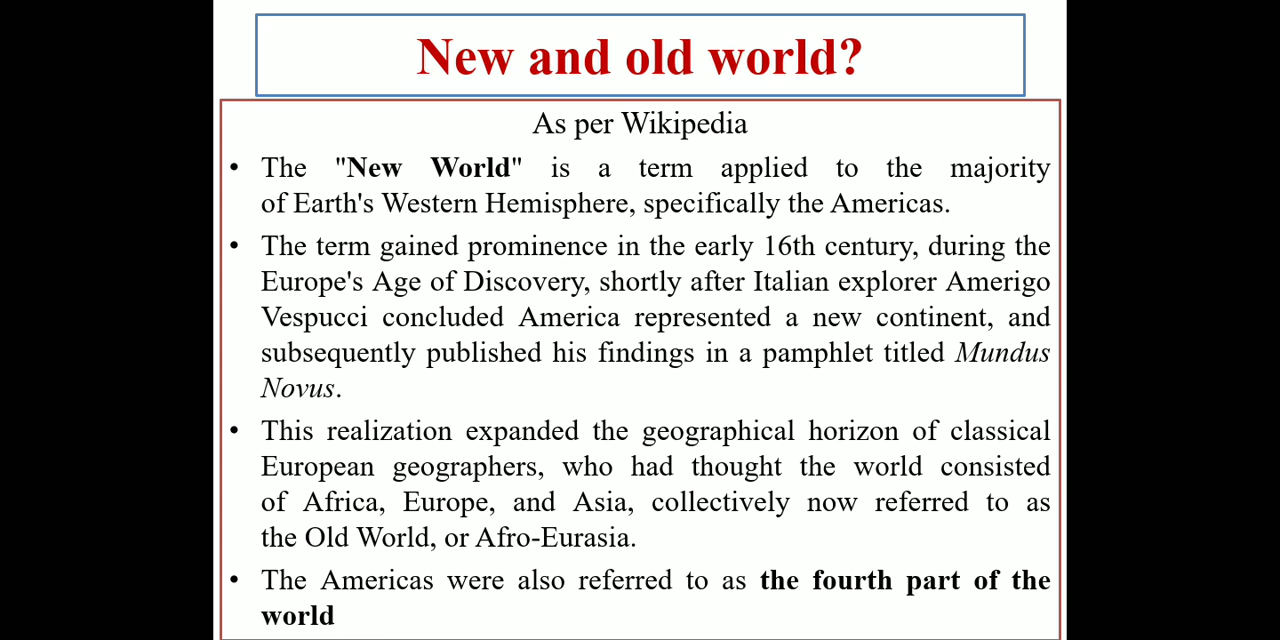 New and old world?
As per Wikipedia
• The "New World" is a term applied to the majority
of Earth's Western Hemisphere, specifically the Americas.
• The term gained prominence in the early 16th century, during the
Europe's Age of Discovery, shortly after Italian explorer Amerigo
Vespucci concluded America represented a new continent, and
subsequently published his findings in a pamphlet titled Mundus
Novus.
• This realization expanded the geographical horizon of classical
European geographers, who had thought the world consisted
of Africa, Europe, and Asia, collectively now referred to as
the Old World, or Afro-Eurasia.
• The Americas were also referred to as the fourth part of the
world